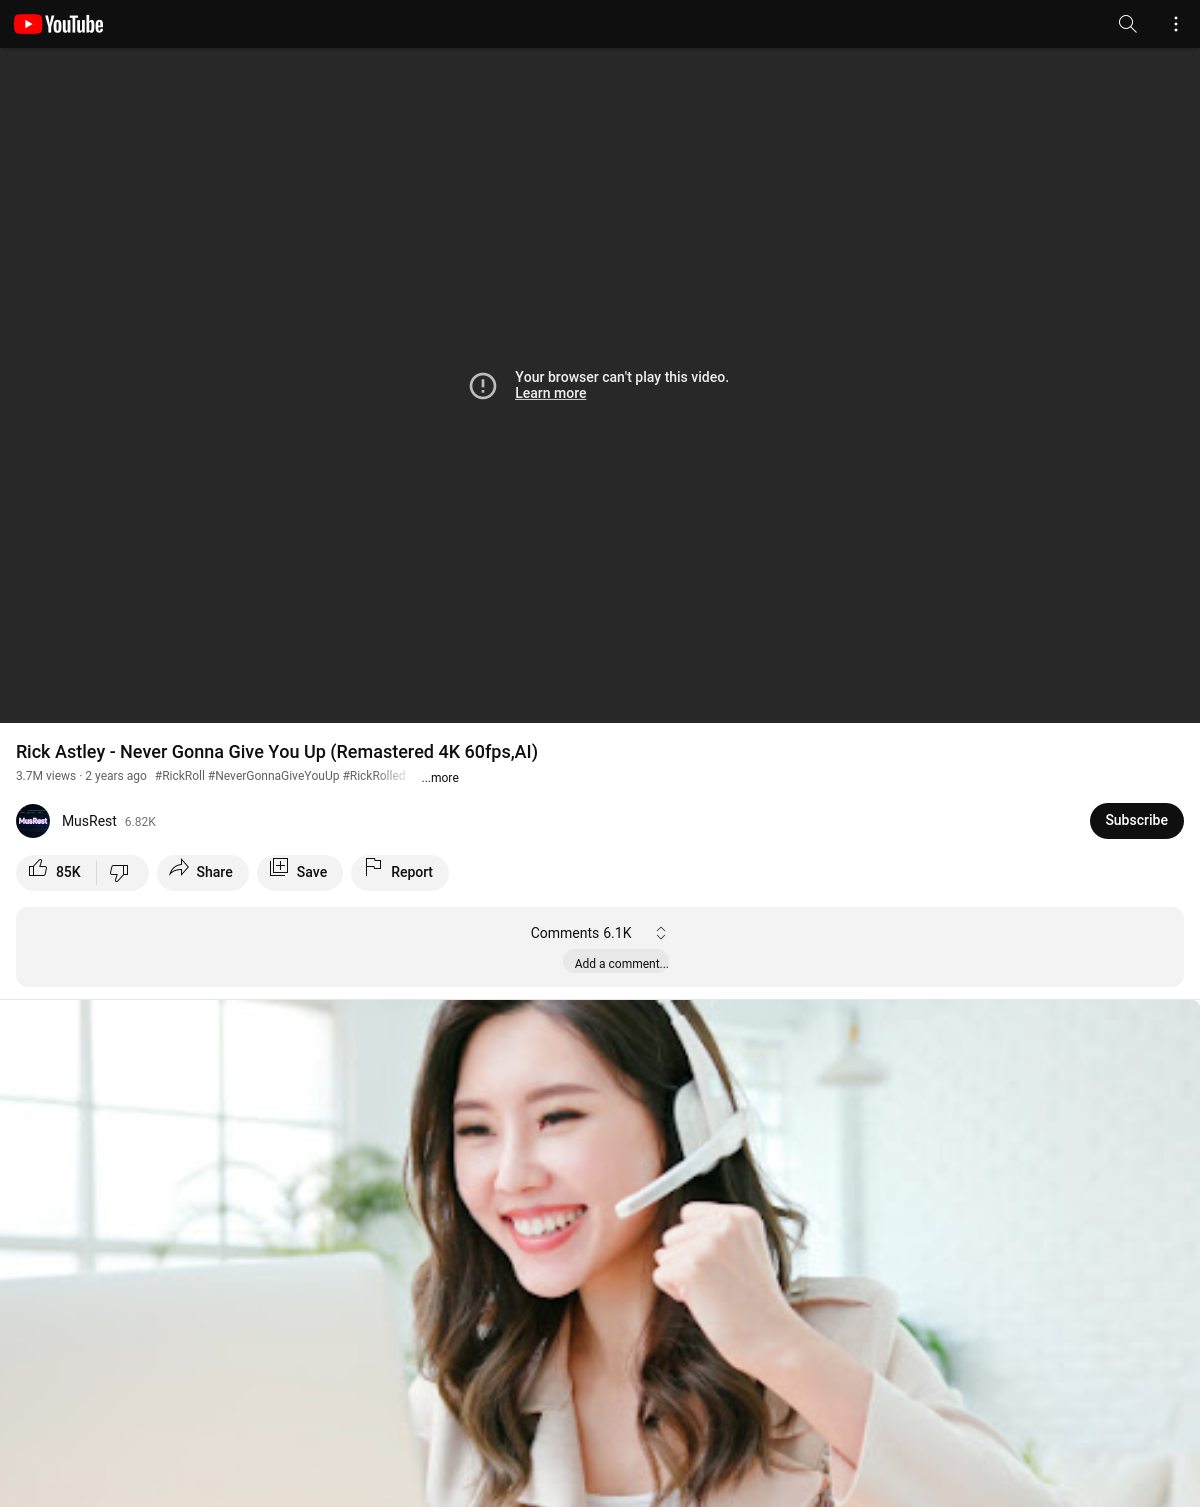 YouTube
Your browser can't play this video.
Learn more
Rick Astley - Never Gonna Give You Up (Remastered 4K 60fps,AI)
3.7M views · 2 years ago #RickRoll #NeverGonnaGiveYouUp #RickRolled ...more
MusRest
MusRest 6.82K
Subscribe
85K
Share
Save
Report
Comments 6.1K
Add a comment...